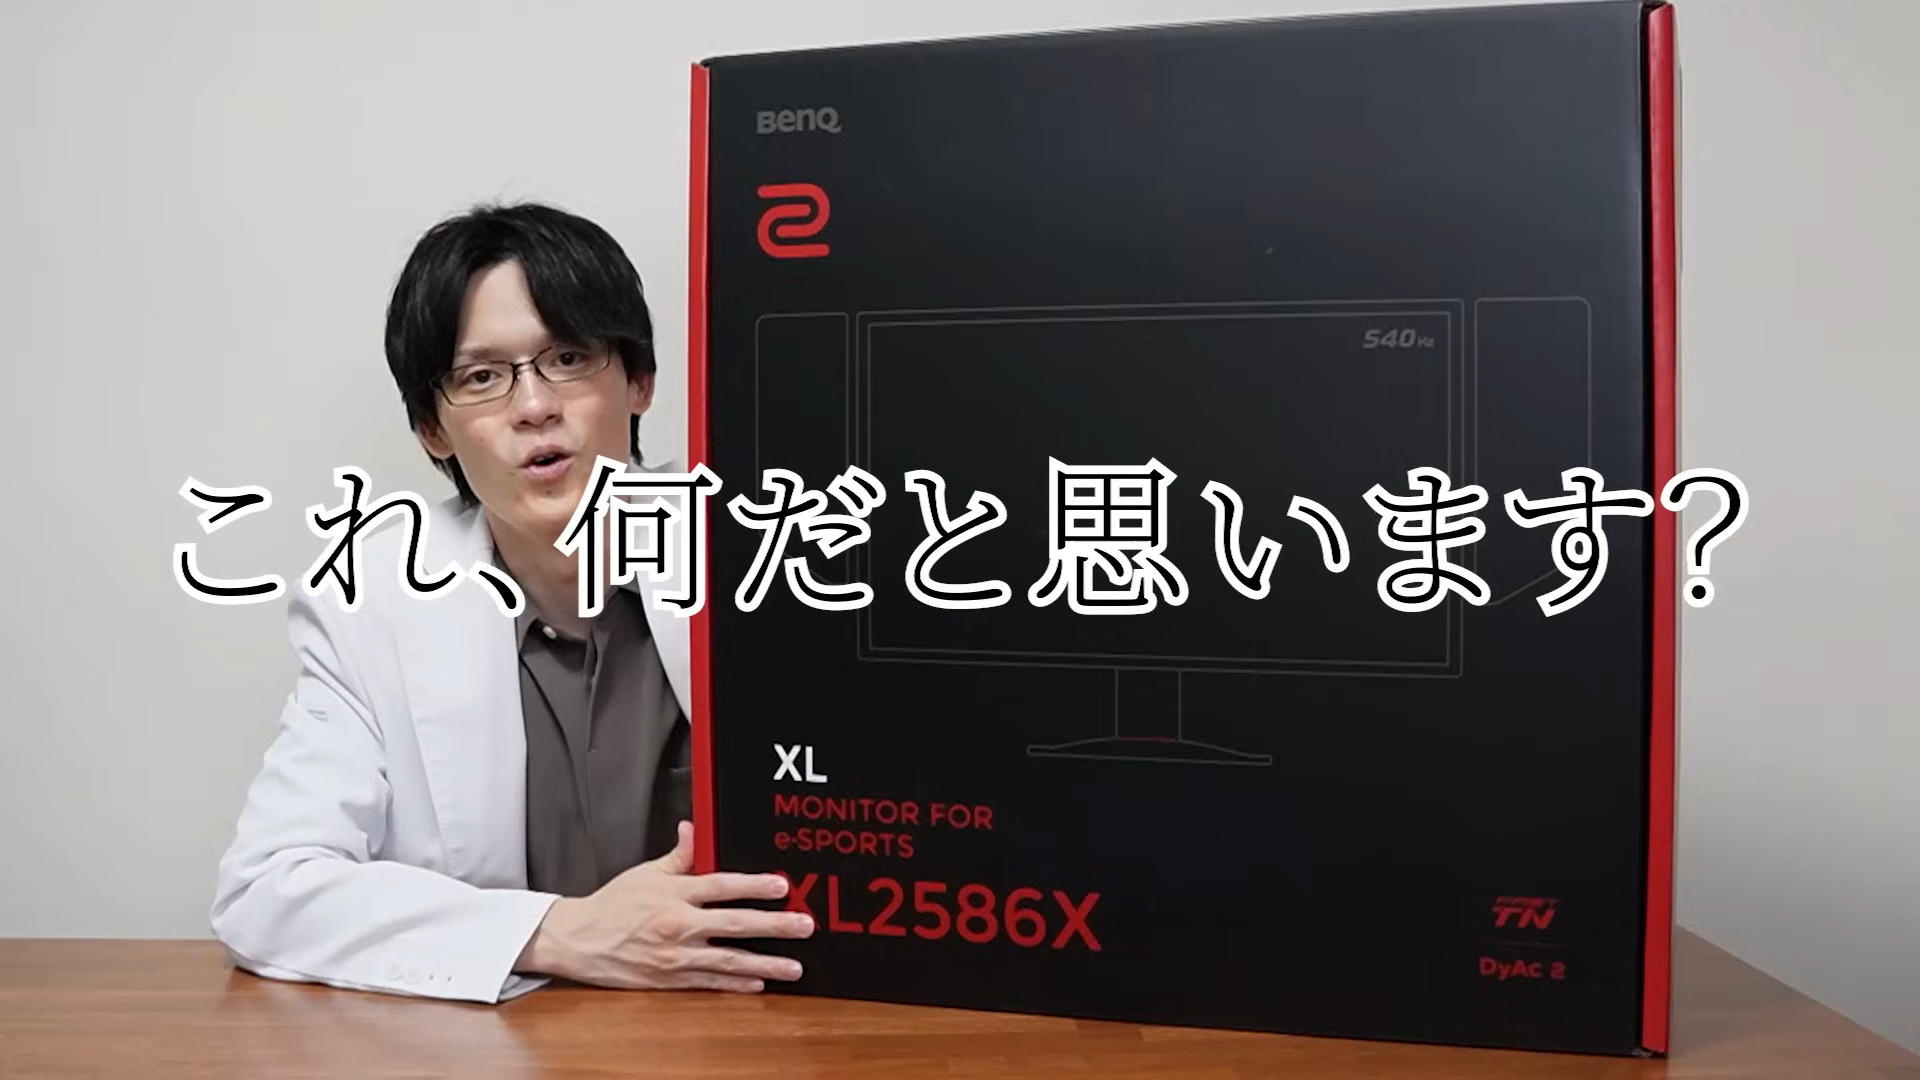 BenQ
540Hz
これ、何だと思います?
XL
MONITOR FOR
e-SPORTS
XL2586X
FAST
TN
DyAc 2